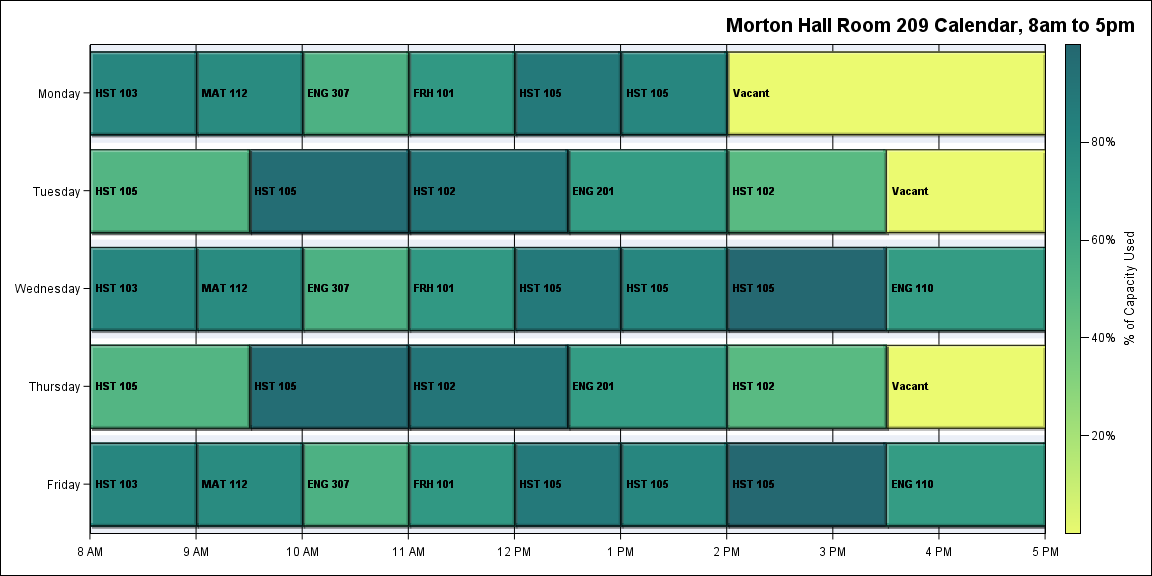 Morton Hall Room 209 Calendar, 8am to 5pm
Monday
HST 103
MAT 112
ENG 307
FRH 101
HST 105
HST 105
Vacant
Tuesday
HST 105
HST 105
HST 102
ENG 201
HST 102
Vacant
Wednesday
HST 103
MAT 112
ENG 307
FRH 101
HST 105
HST 105
HST 105
ENG 110
Thursday
HST 105
HST 105
HST 102
ENG 201
HST 102
Vacant
Friday
HST 103
MAT 112
ENG 307
FRH 101
HST 105
HST 105
HST 105
ENG 110
8 AM
9 AM
10 AM
11 AM
12 PM
1 PM
2 PM
3 PM
4 PM
5 PM
80%
60%
40%
20%
% of Capacity Used